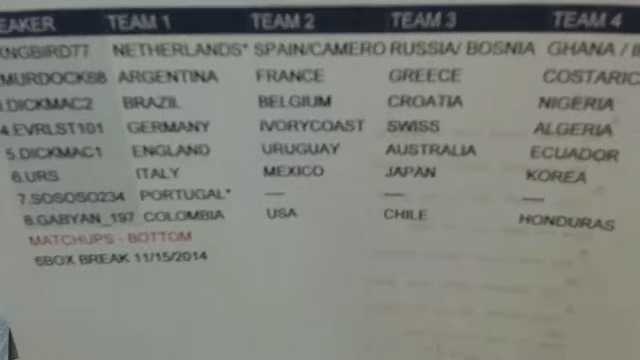 EAKER TEAM 1 TEAM 2 TEAM 3 TEAM 4
NGBIRD77 NETHERLANDS* SPAIN/CAMERO RUSSIA/ BOSNIA GHANA /
MURDOCK68 ARGENTINA FRANCE GREECE COSTARIC
.DICKMAC2 BRAZIL BELGIUM CROATIA NIGERIA
4.EVRLST101 GERMANY IVORYCOAST SWISS ALGERIA
5.DICKMAC1 ENGLAND URUGUAY AUSTRALIA ECUADOR
6.URS ITALY MEXICO JAPAN KOREA
7.SOSOSO234 PORTUGAL* ---- ---- ----
8.GABYAN_197 COLOMBIA USA CHILE HONDURAS
MATCHUPS - BOTTOM
6BOX BREAK 11/15/2014